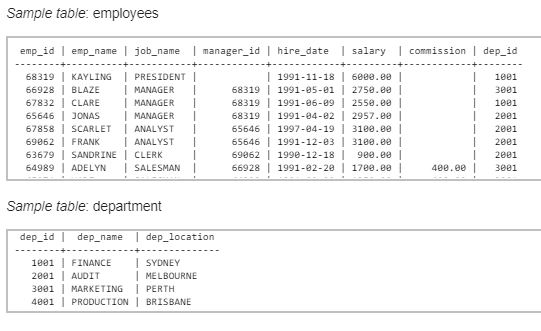 Sample table: employees
emp_id | emp_name | job_name | manager_id | hire_date | salary | commission | dep_id
--------+----------+-----------+------------+------------+---------+------------+--------
68319 | KAYLING | PRESIDENT | | 1991-11-18 | 6000.00 | | 1001
66928 | BLAZE | MANAGER | 68319 | 1991-05-01 | 2750.00 | | 3001
67832 | CLARE | MANAGER | 68319 | 1991-06-09 | 2550.00 | | 1001
65646 | JONAS | MANAGER | 68319 | 1991-04-02 | 2957.00 | | 2001
67858 | SCARLET | ANALYST | 65646 | 1997-04-19 | 3100.00 | | 2001
69062 | FRANK | ANALYST | 65646 | 1991-12-03 | 3100.00 | | 2001
63679 | SANDRINE | CLERK | 69062 | 1990-12-18 | 900.00 | | 2001
64989 | ADELYN | SALESMAN | 66928 | 1991-02-20 | 1700.00 | 400.00 | 3001
Sample table: department
dep_id | dep_name | dep_location
--------+------------+--------------
1001 | FINANCE | SYDNEY
2001 | AUDIT | MELBOURNE
3001 | MARKETING | PERTH
4001 | PRODUCTION | BRISBANE